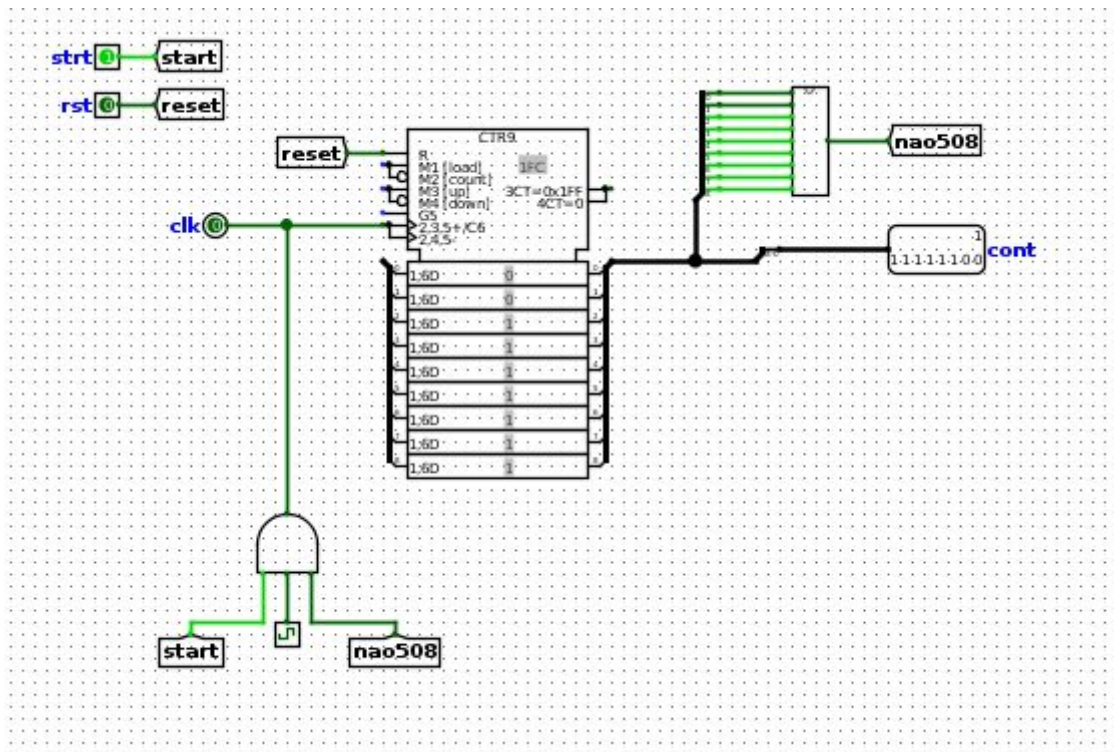 strt 1 start
rst 0 reset
reset
CTR9
R
M1 [load]
M2 [count]
M3 [up]
M4 [down]
G5
2,3,5+/C6
2,4,5-
1FC
3CT=0x1FF
4CT=0
clk 0
1,6D 0
1,6D 0
1,6D 1
1,6D 1
1,6D 1
1,6D 1
1,6D 1
1,6D 1
1,6D 1
nao508
1
1-1-1-1-1-1-0-0
cont
start
nao508